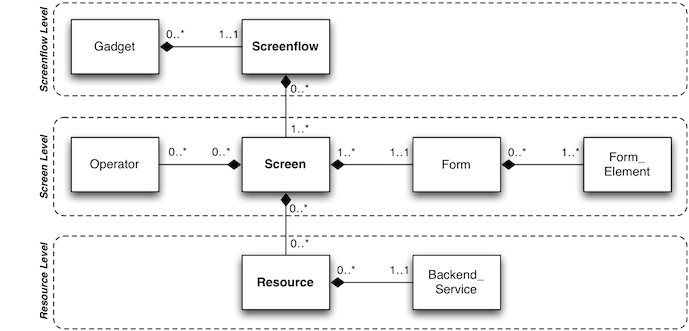 Screenflow Level
Gadget
0..*
1..1
Screenflow
0..*
1..*
Screen Level
Operator
0..*
0..*
Screen
1..*
1..1
Form
0..*
1..*
Form_
Element
0..*
0..*
Resource Level
Resource
0..*
1..1
Backend_
Service